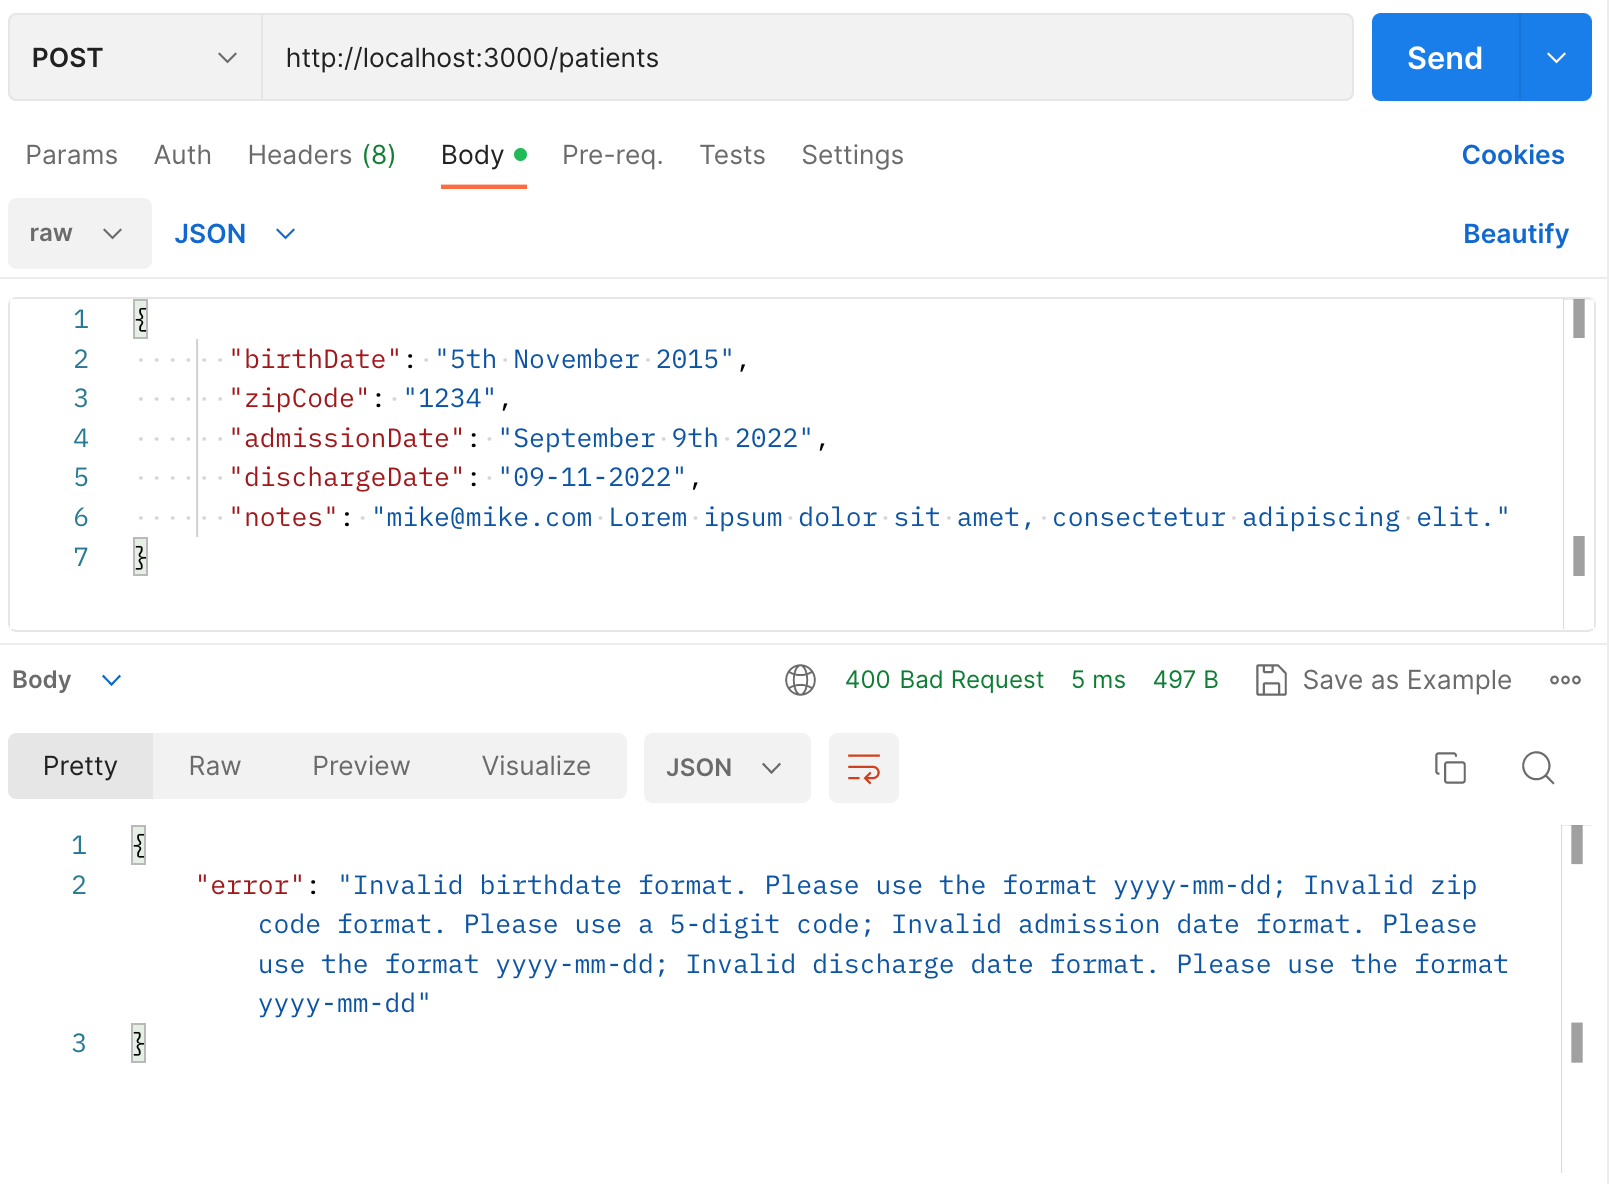 POST http://localhost:3000/patients Send
Params Auth Headers (8) Body Pre-req. Tests Settings Cookies
raw JSON Beautify
1 {
2 "birthDate": "5th November 2015",
3 "zipCode": "1234",
4 "admissionDate": "September 9th 2022",
5 "dischargeDate": "09-11-2022",
6 "notes": "mike@mike.com Lorem ipsum dolor sit amet, consectetur adipiscing elit."
7 }
Body 400 Bad Request 5 ms 497 B Save as Example
Pretty Raw Preview Visualize JSON
1 {
2 "error": "Invalid birthdate format. Please use the format yyyy-mm-dd; Invalid zip
code format. Please use a 5-digit code; Invalid admission date format. Please
use the format yyyy-mm-dd; Invalid discharge date format. Please use the format
yyyy-mm-dd"
3 }